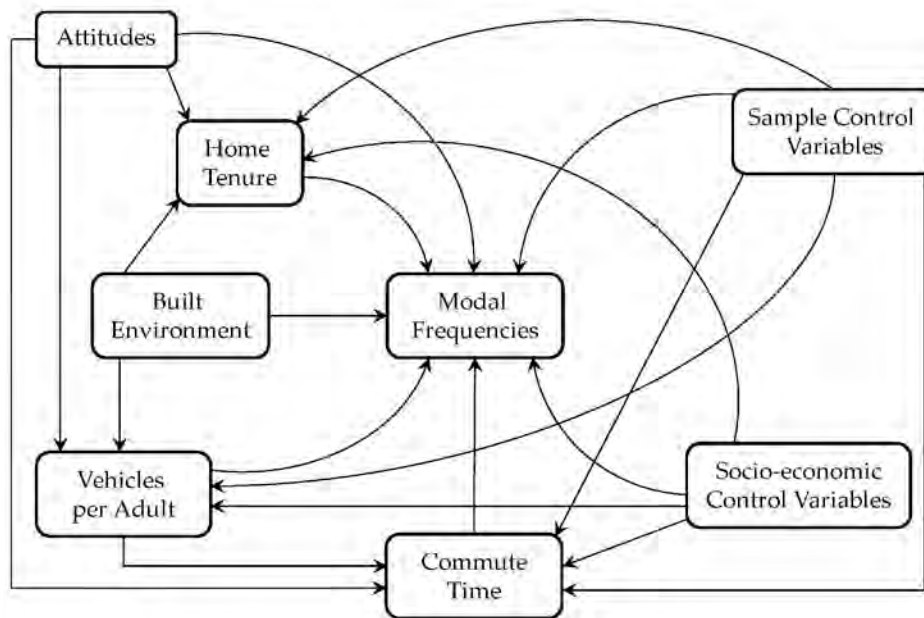 Attitudes
Sample Control
Variables
Home
Tenure
Built
Environment
Modal
Frequencies
Vehicles
per Adult
Socio-economic
Control Variables
Commute
Time